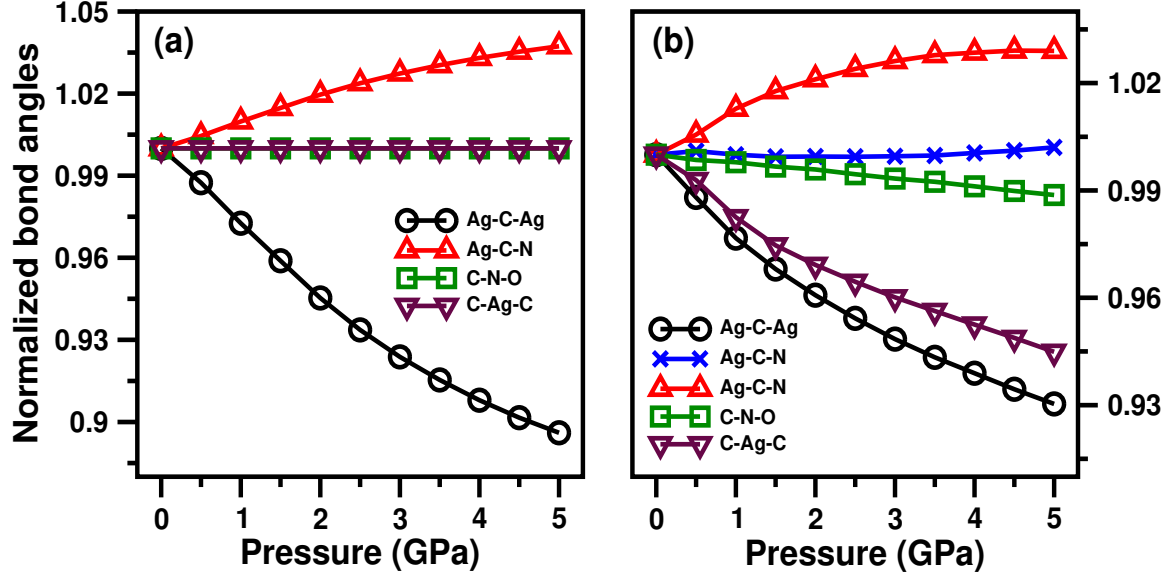 Normalized bond angles
1.05
1.02
0.99
0.96
0.93
0.9
(a)
Ag-C-Ag
Ag-C-N
C-N-O
C-Ag-C
0 1 2 3 4 5
Pressure (GPa)
(b)
Ag-C-Ag
Ag-C-N
Ag-C-N
C-N-O
C-Ag-C
0 1 2 3 4 5
Pressure (GPa)
1.02
0.99
0.96
0.93